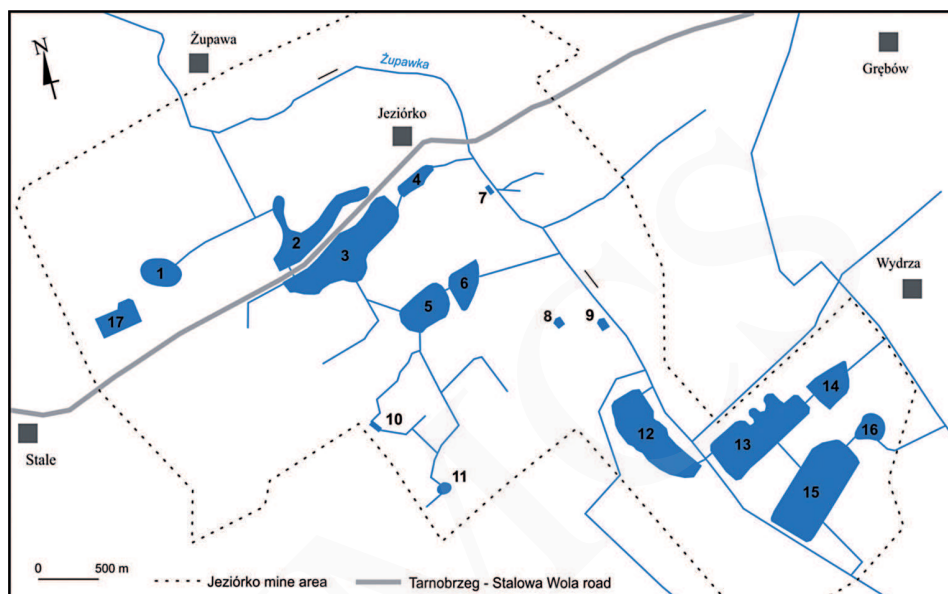 Żupawa
N
Żupawka
Grębów
Jeziórko
4
7
2
3
Wydrza
1
6
5
17
8
9
14
10
12
13
16
Stale
11
15
0 500 m
Jeziórko mine area
Tarnobrzeg - Stalowa Wola road
MCS